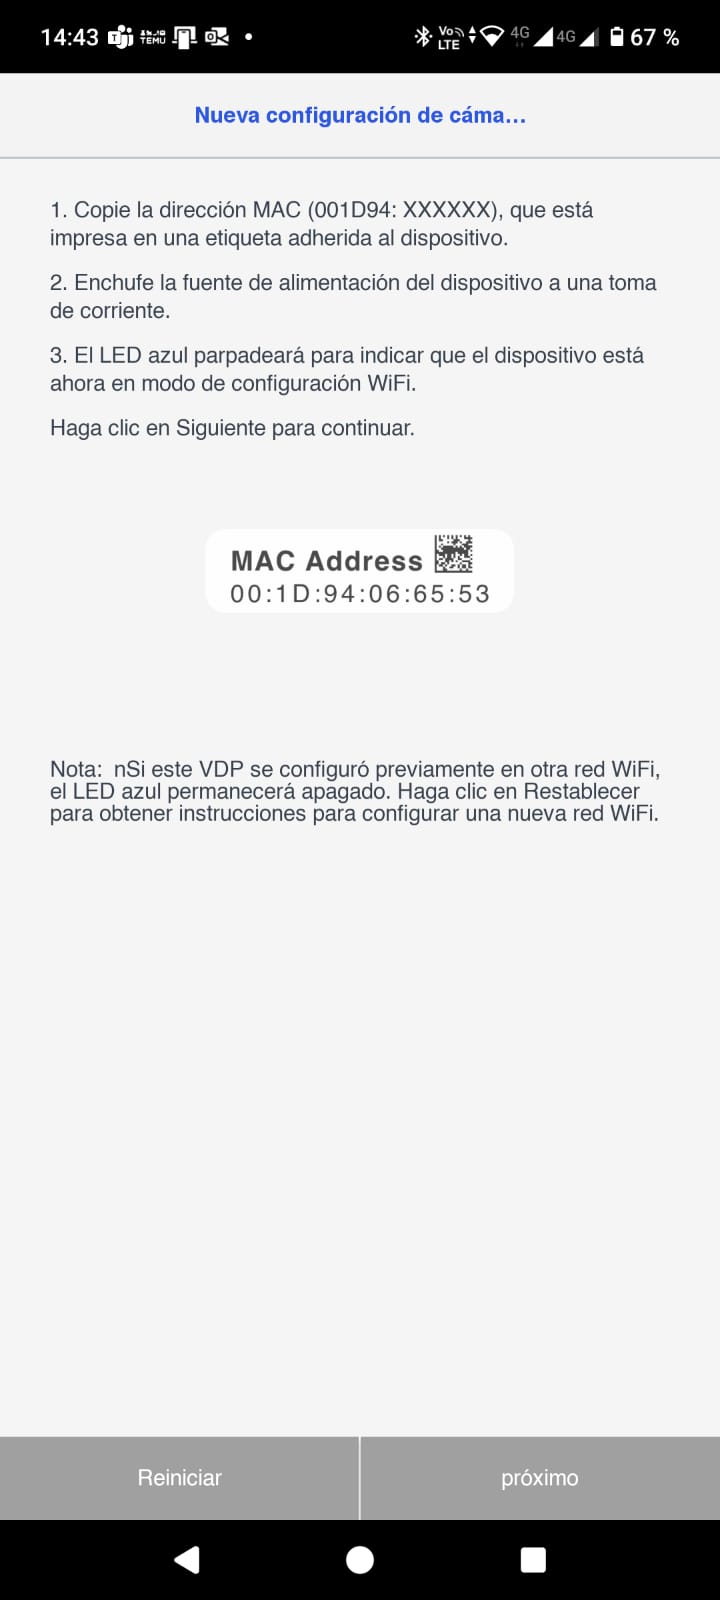 14:43 TEMU Vo LTE 4G 4G 67 %
Nueva configuración de cáma...
1. Copie la dirección MAC (001D94: XXXXXX), que está
impresa en una etiqueta adherida al dispositivo.
2. Enchufe la fuente de alimentación del dispositivo a una toma
de corriente.
3. El LED azul parpadeará para indicar que el dispositivo está
ahora en modo de configuración WiFi.
Haga clic en Siguiente para continuar.
MAC Address
00:1D:94:06:65:53
Nota:  nSi este VDP se configuró previamente en otra red WiFi,
el LED azul permanecerá apagado. Haga clic en Restablecer
para obtener instrucciones para configurar una nueva red WiFi.
Reiniciar próximo